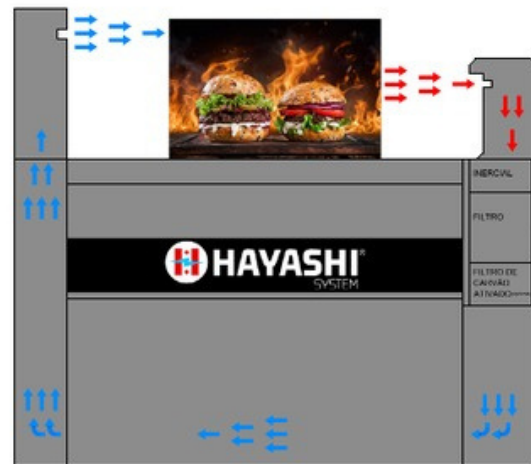 INERCIAL
FILTRO
HAYASHI®
SYSTEM
FILTRO DE
CARVÃO
ATIVADO